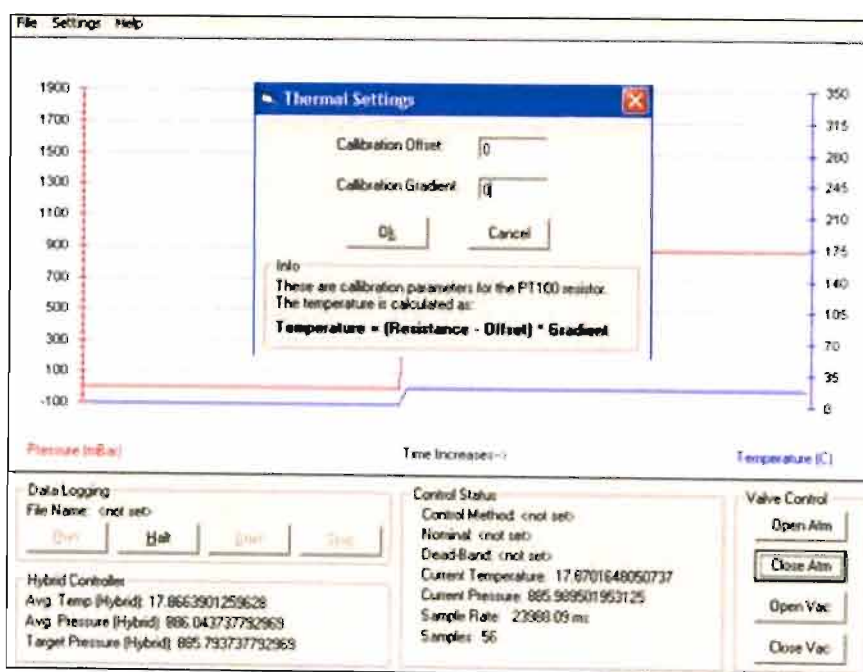 File Settings Help
Thermal Settings
Callibration Offset 0
Callibration Gradient 0
Ok Cancel
Info
These are callibration parameters for the PT100 resistor.
The temperature is calculated as:
Temperature = (Resistance - Offset) * Gradient
1900
1700
1500
1300
1100
900
700
500
300
100
-100
350
315
280
245
210
175
140
105
70
35
0
Pressure (mBar)
Time Increases->
Temperature (C)
Data Logging
File Name: <not set>
Halt
Hybrid Controller
Avg. Temp (Hybrid): 17.8663901259628
Avg. Pressure (Hybrid): 886.043737792969
Target Pressure (Hybrid): 885.793737792969
Control Status
Control Method: <not set>
Nominal: <not set>
Dead-Band: <not set>
Current Temperature: 17.8701648050737
Current Pressure: 885.989501953125
Sample Rate: 23988.09 ms
Samples: 56
Valve Control
Open Atm
Close Atm
Open Vac
Close Vac